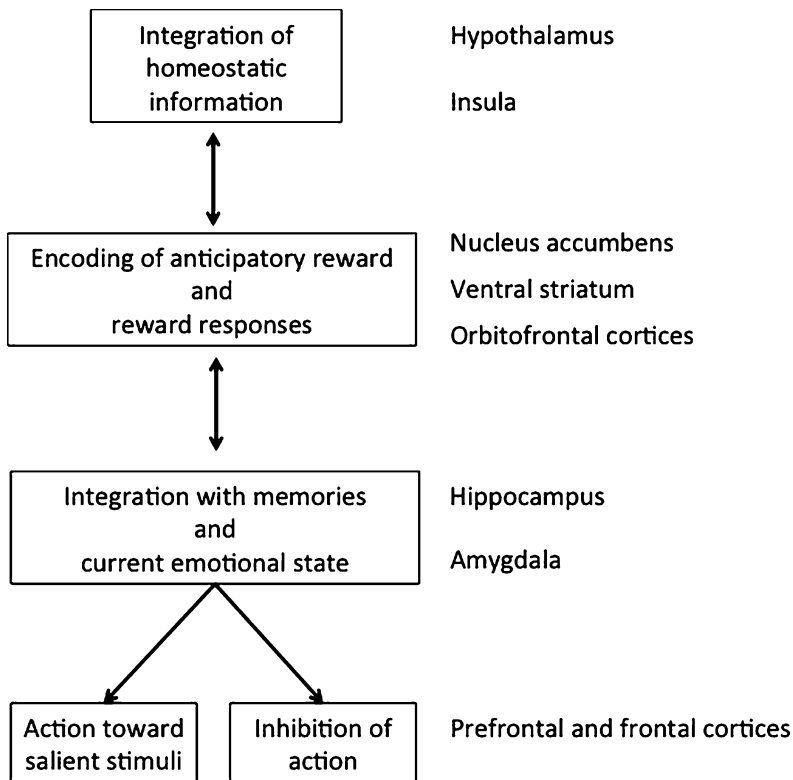 Integration of
homeostatic
information
Hypothalamus
Insula
Encoding of anticipatory reward
and
reward responses
Nucleus accumbens
Ventral striatum
Orbitofrontal cortices
Integration with memories
and
current emotional state
Hippocampus
Amygdala
Action toward
salient stimuli
Inhibition of
action
Prefrontal and frontal cortices